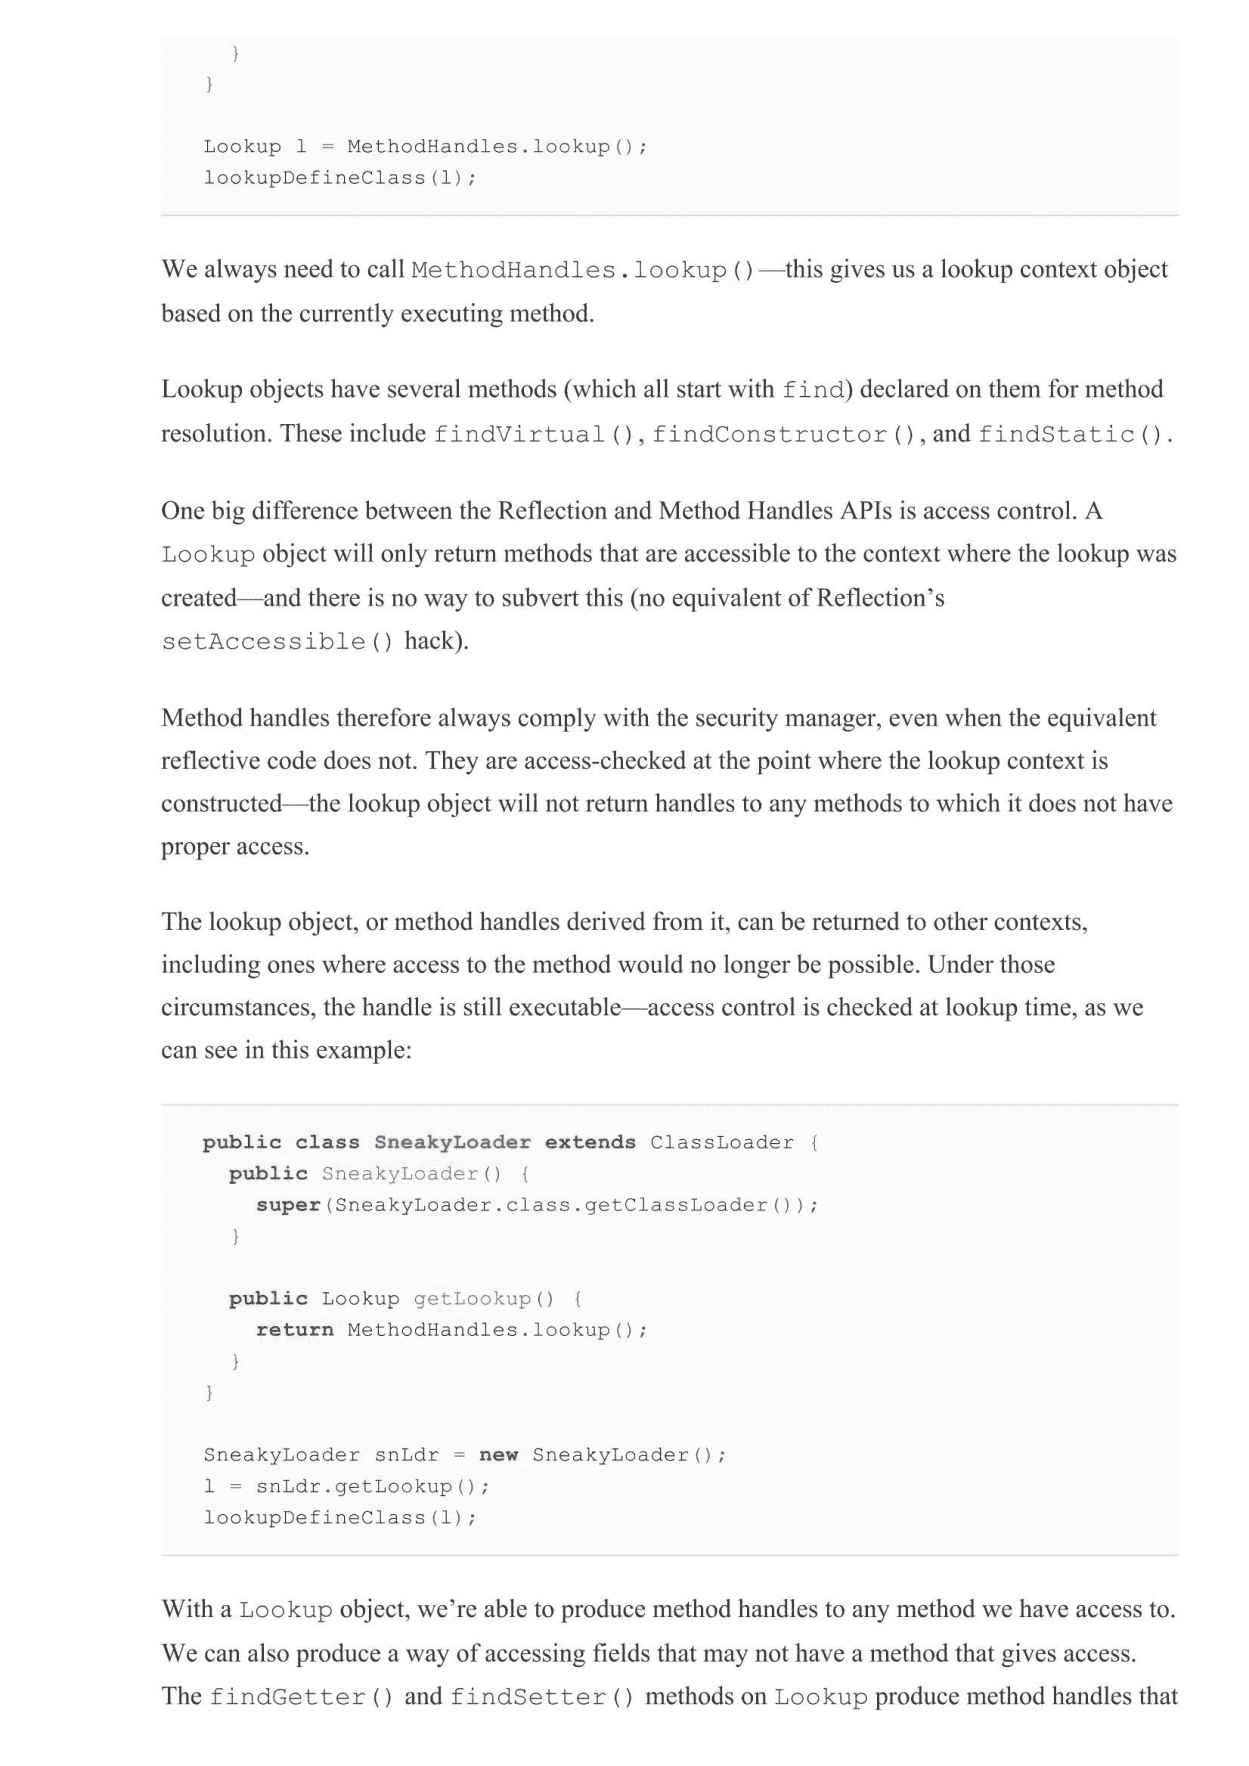 }
}
Lookup l = MethodHandles.lookup();
lookupDefineClass(l);
We always need to call MethodHandles.lookup()—this gives us a lookup context object
based on the currently executing method.
Lookup objects have several methods (which all start with find) declared on them for method
resolution. These include findVirtual(), findConstructor(), and findStatic().
One big difference between the Reflection and Method Handles APIs is access control. A
Lookup object will only return methods that are accessible to the context where the lookup was
created—and there is no way to subvert this (no equivalent of Reflection’s
setAccessible() hack).
Method handles therefore always comply with the security manager, even when the equivalent
reflective code does not. They are access-checked at the point where the lookup context is
constructed—the lookup object will not return handles to any methods to which it does not have
proper access.
The lookup object, or method handles derived from it, can be returned to other contexts,
including ones where access to the method would no longer be possible. Under those
circumstances, the handle is still executable—access control is checked at lookup time, as we
can see in this example:
public class SneakyLoader extends ClassLoader {
public SneakyLoader() {
super(SneakyLoader.class.getClassLoader());
}
public Lookup getLookup() {
return MethodHandles.lookup();
}
}
SneakyLoader snLdr = new SneakyLoader();
l = snLdr.getLookup();
lookupDefineClass(l);
With a Lookup object, we’re able to produce method handles to any method we have access to.
We can also produce a way of accessing fields that may not have a method that gives access.
The findGetter() and findSetter() methods on Lookup produce method handles that